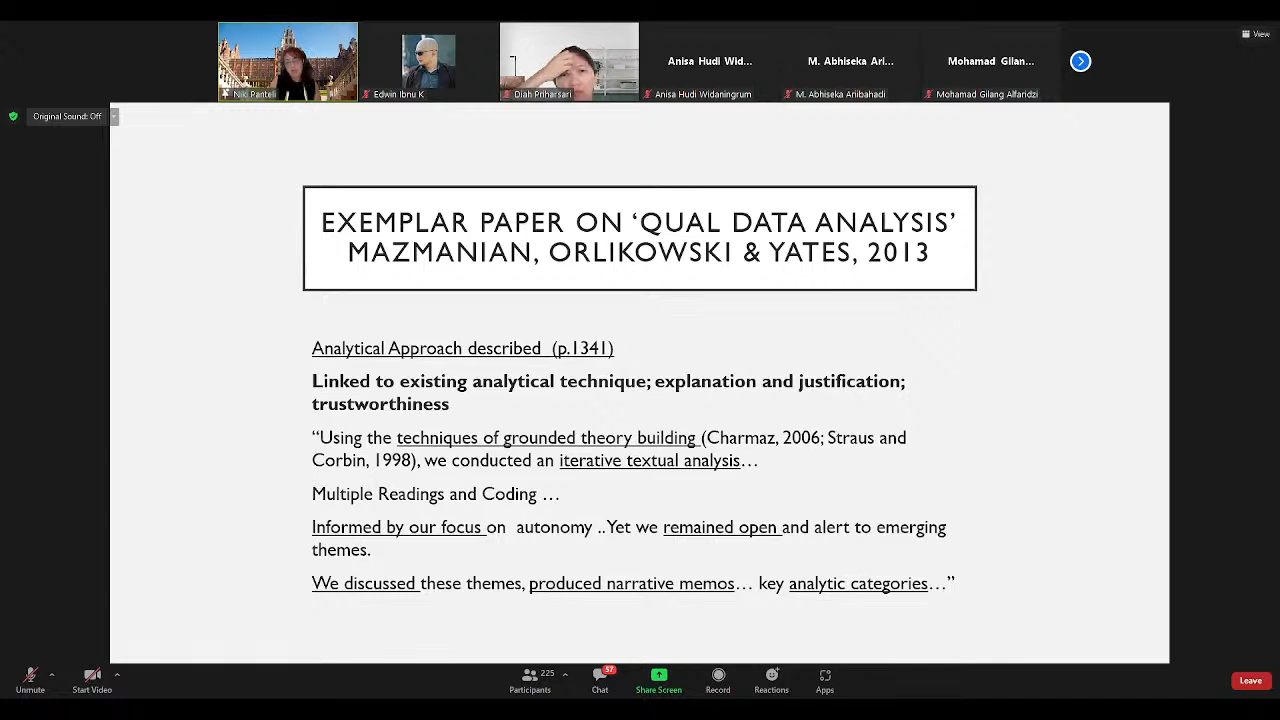 View
Anisa Hudi Wid...
M. Abhiseka Ari...
Mohamad Gilan...
Niki Panteli
Edwin Ibnu K
Diah Priharsari
Anisa Hudi Widaningrum
M. Abhiseka Ariibahadi
Mohamad Gilang Alfaridzi
Original Sound: Off
EXEMPLAR PAPER ON ‘QUAL DATA ANALYSIS’
MAZMANIAN, ORLIKOWSKI & YATES, 2013
Analytical Approach described (p.1341)
Linked to existing analytical technique; explanation and justification;
trustworthiness
“Using the techniques of grounded theory building (Charmaz, 2006; Straus and
Corbin, 1998), we conducted an iterative textual analysis…
Multiple Readings and Coding …
Informed by our focus on autonomy ..Yet we remained open and alert to emerging
themes.
We discussed these themes, produced narrative memos… key analytic categories…”
Unmute
Start Video
225
Participants
57
Chat
Share Screen
Record
Reactions
Apps
Leave